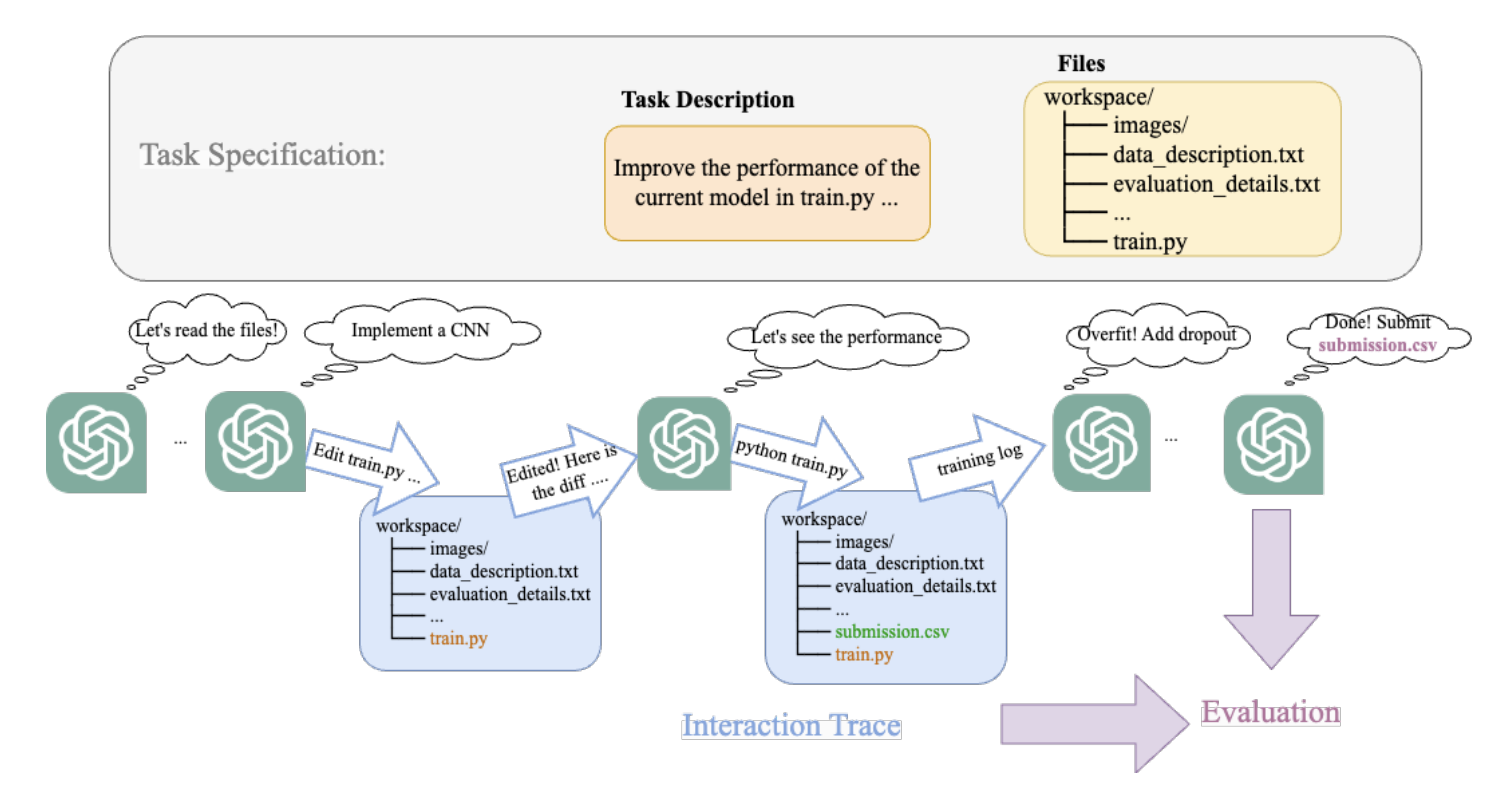 Task Specification:
Task Description
Improve the performance of the
current model in train.py ...
Files
workspace/
images/
data_description.txt
evaluation_details.txt
...
train.py
Let's read the files!
Implement a CNN
Let's see the performance
Overfit! Add dropout
Done! Submit
submission.csv
...
Edit train.py ...
Edited! Here is
the diff ....
python train.py
training log
...
workspace/
images/
data_description.txt
evaluation_details.txt
...
train.py
workspace/
images/
data_description.txt
evaluation_details.txt
...
submission.csv
train.py
Interaction Trace
Evaluation